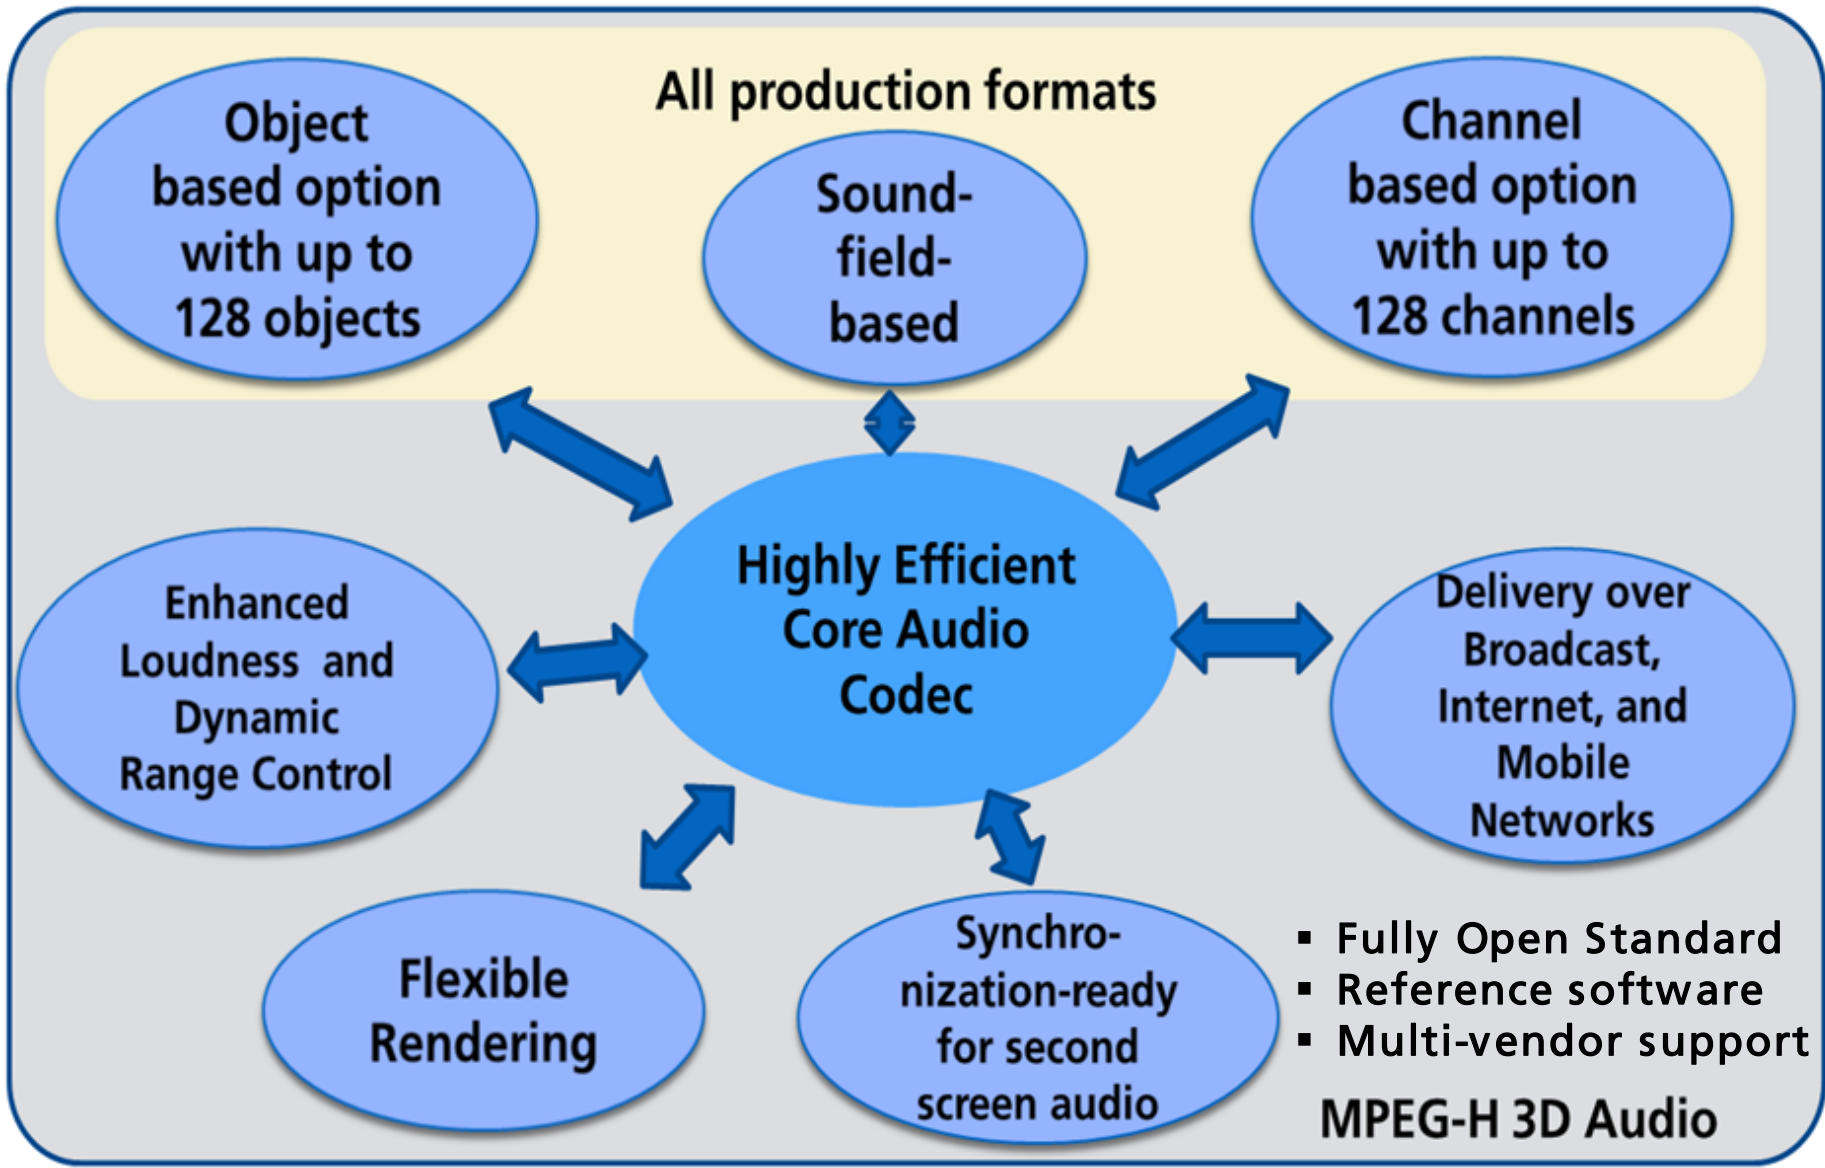 All production formats
Object
based option
with up to
128 objects
Sound-
field-
based
Channel
based option
with up to
128 channels
Highly Efficient
Core Audio
Codec
Enhanced
Loudness and
Dynamic
Range Control
Delivery over
Broadcast,
Internet, and
Mobile
Networks
Flexible
Rendering
Synchro-
nization-ready
for second
screen audio
▪ Fully Open Standard
▪ Reference software
▪ Multi-vendor support
MPEG-H 3D Audio